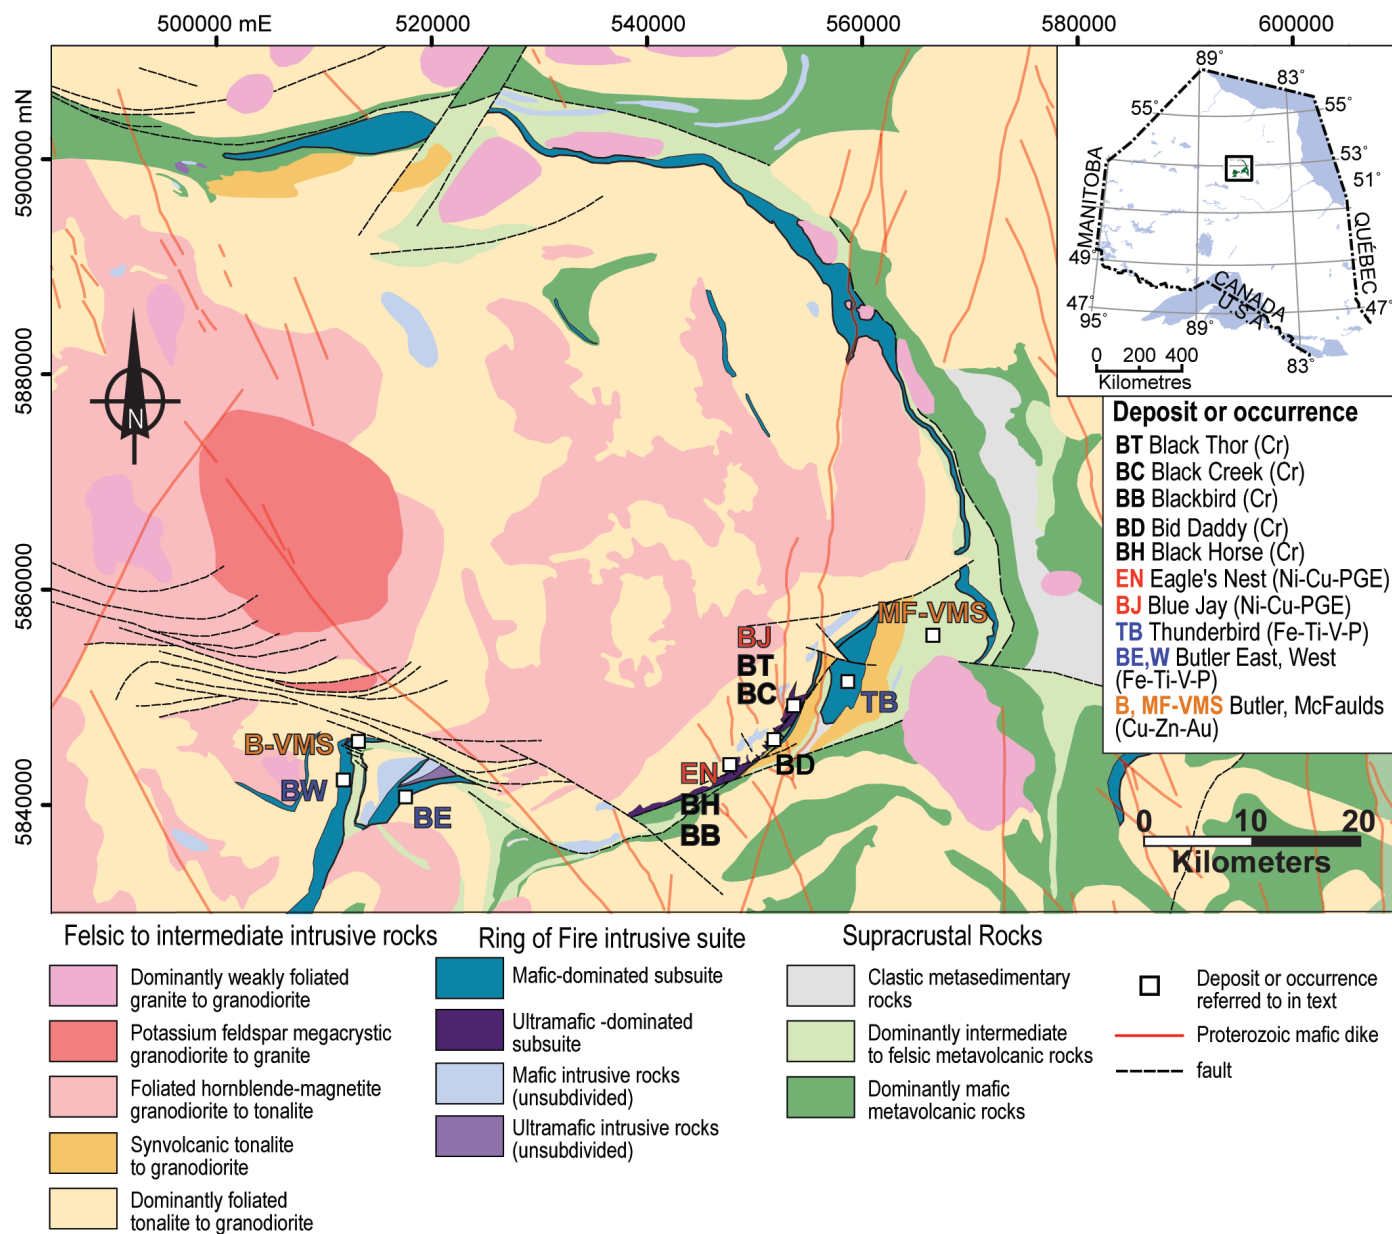 5000000 mE
5200000
5400000
5600000
5800000
6000000
5900000 mN
5880000
5860000
5840000
N
89°
83°
55°
55°
53°
51°
MANITOBA
QUÉBEC
49°
CANADA
U.S.A
47°
47°
95°
89°
83°
0 200 400
Kilometres
Deposit or occurrence
BT Black Thor (Cr)
BC Black Creek (Cr)
BB Blackbird (Cr)
BD Bid Daddy (Cr)
BH Black Horse (Cr)
EN Eagle's Nest (Ni-Cu-PGE)
BJ Blue Jay (Ni-Cu-PGE)
TB Thunderbird (Fe-Ti-V-P)
BE,W Butler East, West
(Fe-Ti-V-P)
B, MF-VMS Butler, McFaulds
(Cu-Zn-Au)
MF-VMS
BJ
BT
BC
TB
B-VMS
BW
BE
BD
EN
BH
BB
0 10 20
Kilometers
Felsic to intermediate intrusive rocks
Dominantly weakly foliated
granite to granodiorite
Potassium feldspar megacrystic
granodiorite to granite
Foliated hornblende-magnetite
granodiorite to tonalite
Synvolcanic tonalite
to granodiorite
Dominantly foliated
tonalite to granodiorite
Ring of Fire intrusive suite
Mafic-dominated subsuite
Ultramafic -dominated
subsuite
Mafic intrusive rocks
(unsubdivided)
Ultramafic intrusive rocks
(unsubdivided)
Supracrustal Rocks
Clastic metasedimentary
rocks
Dominantly intermediate
to felsic metavolcanic rocks
Dominantly mafic
metavolcanic rocks
Deposit or occurrence
referred to in text
Proterozoic mafic dike
fault